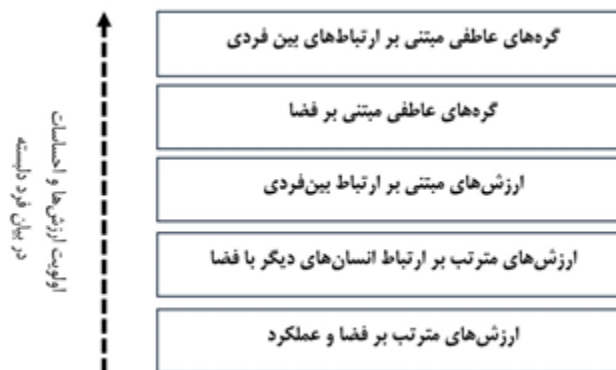 گره‌های عاطفی مبتنی بر ارتباط‌های بین فردی
گره‌های عاطفی مبتنی بر فضا
ارزش‌های مبتنی بر ارتباط بین‌فردی
ارزش‌های مترتب بر ارتباط انسان‌های دیگر با فضا
ارزش‌های مترتب بر فضا و عملکرد
اولویت ارزش‌ها و احساسات
در بیان فرد دلبسته